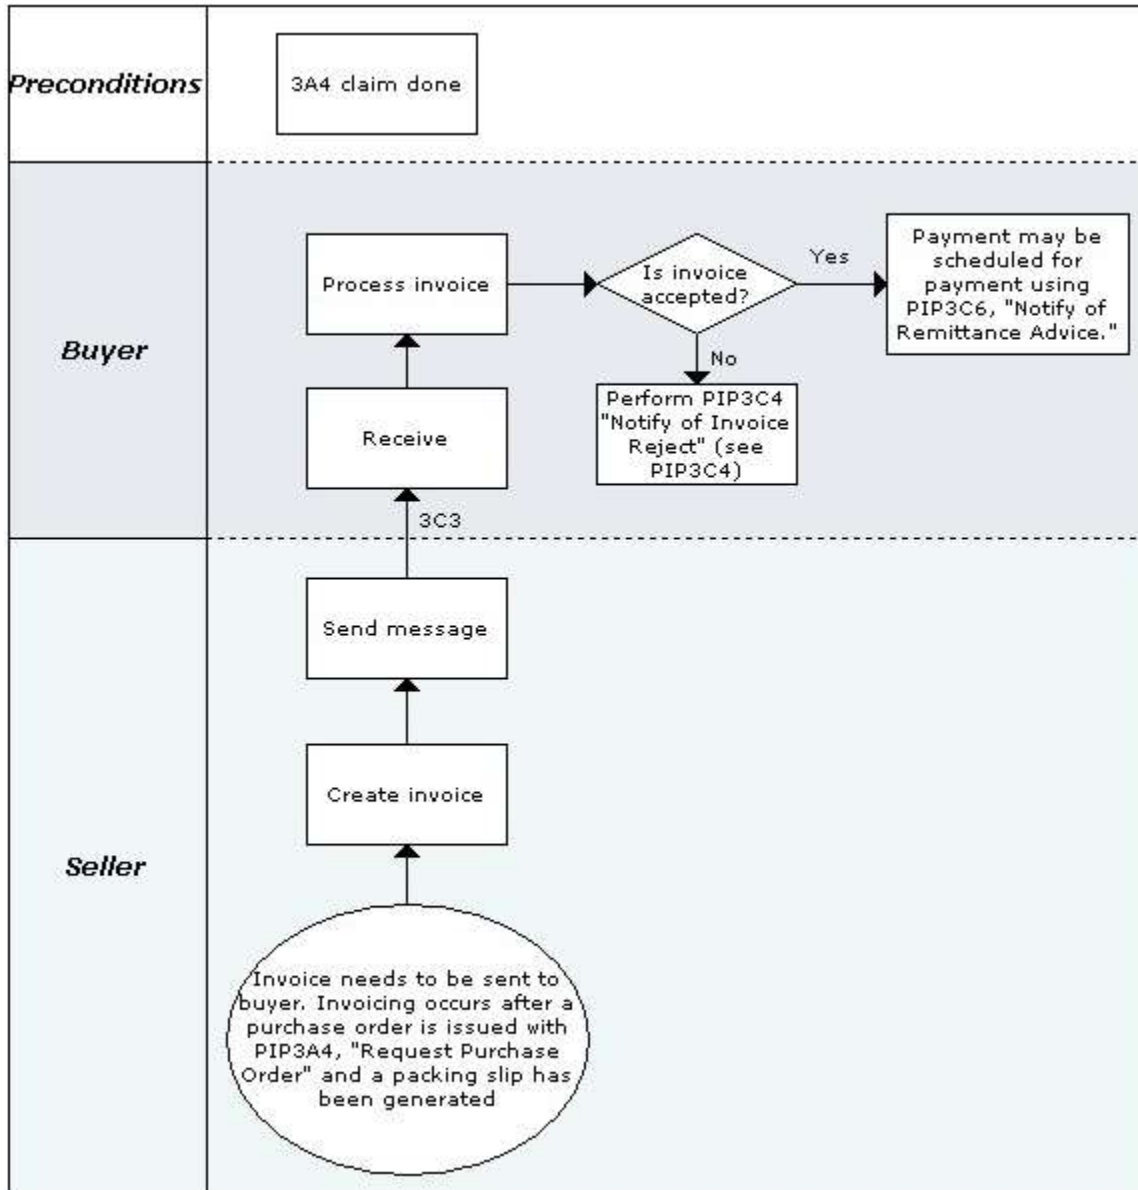 Preconditions
3A4 claim done
Buyer
Process invoice
Is invoice
accepted?
Yes
Payment may be
scheduled for
payment using
PIP3C6, "Notify of
Remittance Advice."
No
Perform PIP3C4
"Notify of Invoice
Reject" (see
PIP3C4)
Receive
3C3
Seller
Send message
Create invoice
Invoice needs to be sent to
buyer. Invoicing occurs after a
purchase order is issued with
PIP3A4, "Request Purchase
Order" and a packing slip has
been generated